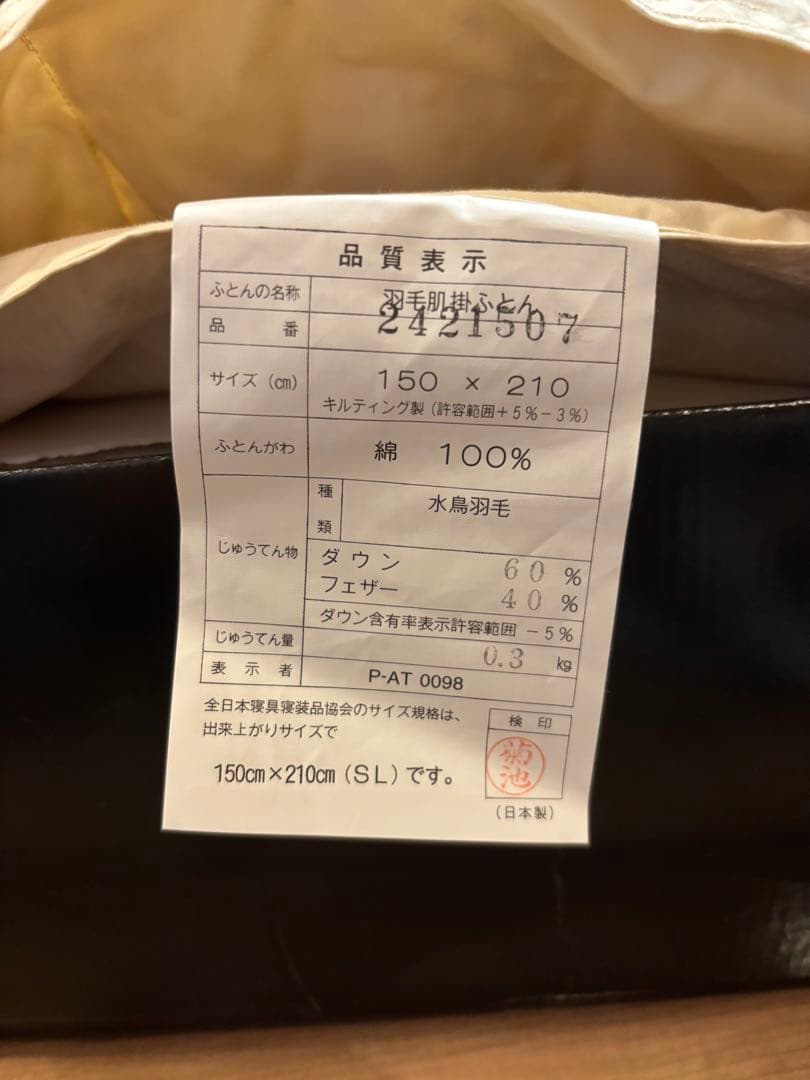 品質表示
ふとんの名称 羽毛肌掛ふとん
品番 2421507
サイズ(cm) 150 × 210
キルティング製(許容範囲+5%-3%)
ふとんがわ 綿 100%
じゅうてん物 種類 水鳥羽毛
ダウン 60 %
フェザー 40 %
ダウン含有率表示許容範囲 -5%
じゅうてん量 0.3 kg
表示者 P-AT 0098
全日本寝具寝装品協会のサイズ規格は、
出来上がりサイズで
150cm×210cm(SL)です。
検印
菊池
(日本製)